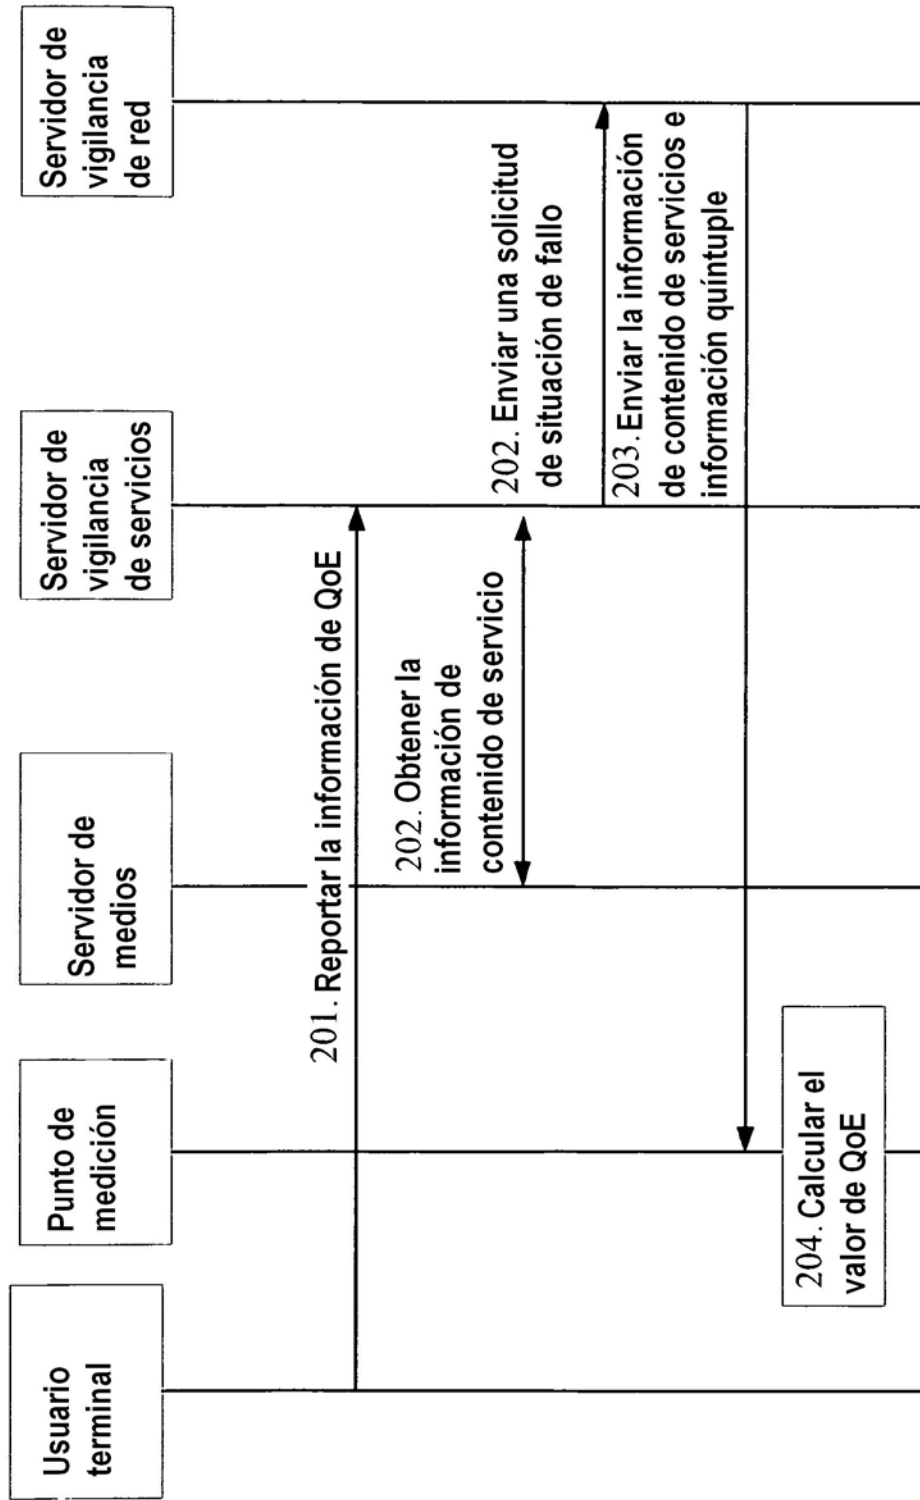 Usuario
terminal
Punto de
medición
Servidor de
medios
Servidor de
vigilancia
de servicios
Servidor de
vigilancia
de red
201. Reportar la información de QoE
202. Obtener la
información de
contenido de servicio
202. Enviar una solicitud
de situación de fallo
203. Enviar la información
de contenido de servicios e
información quíntuple
204. Calcular el
valor de QoE